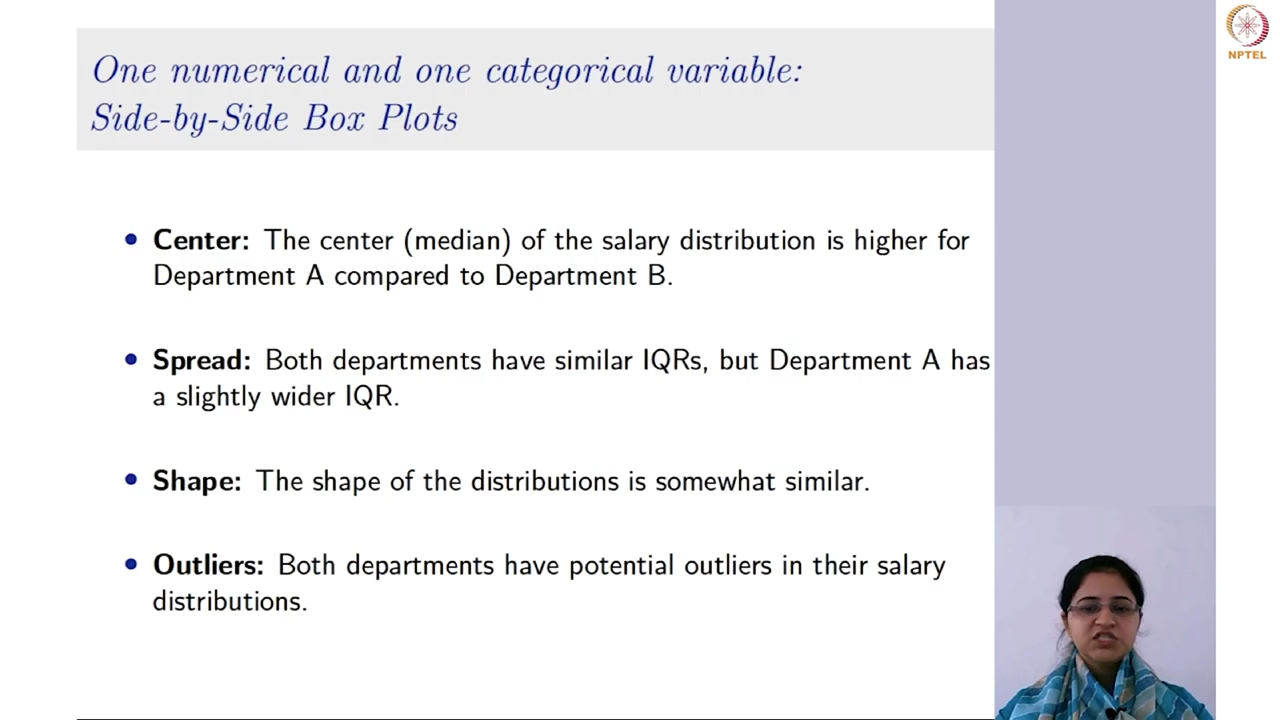 One numerical and one categorical variable:
Side-by-Side Box Plots
NPTEL
• Center: The center (median) of the salary distribution is higher for
Department A compared to Department B.
• Spread: Both departments have similar IQRs, but Department A has
a slightly wider IQR.
• Shape: The shape of the distributions is somewhat similar.
• Outliers: Both departments have potential outliers in their salary
distributions.